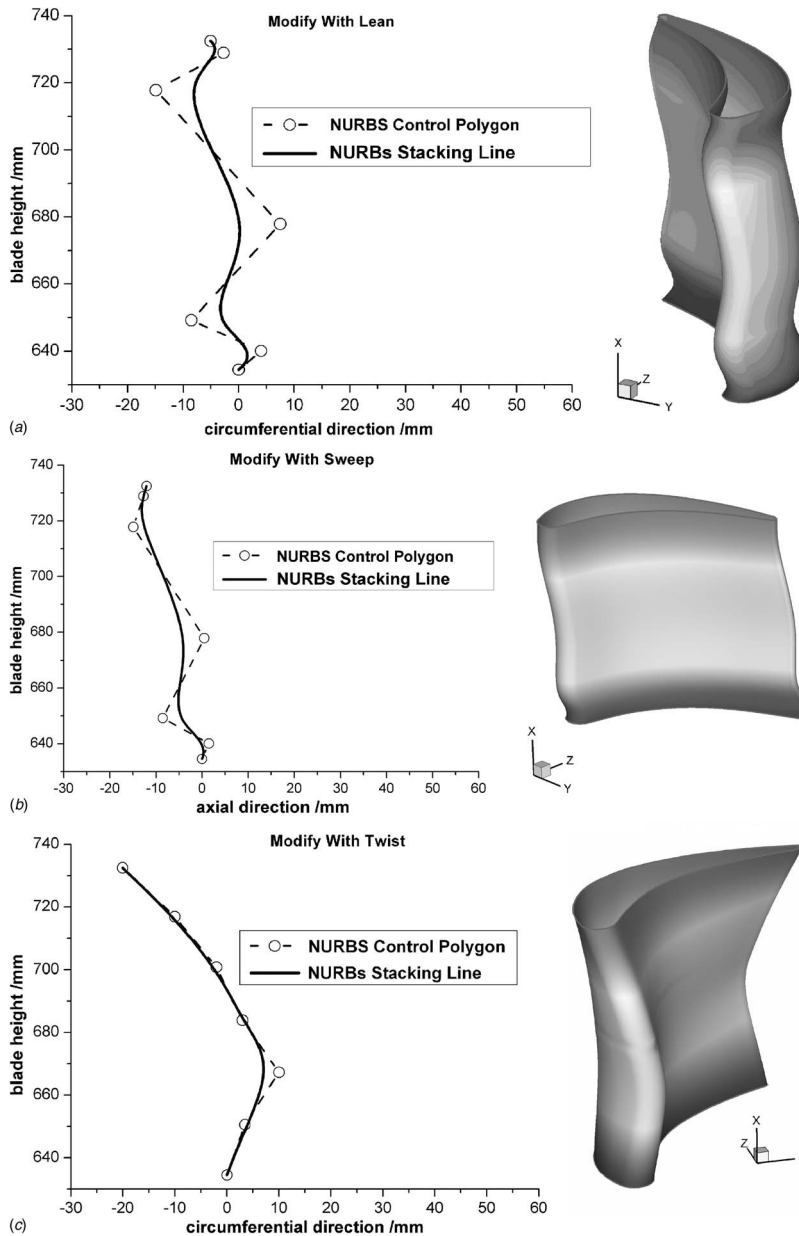 Modify With Lean
740
720
700
680
660
640
blade height /mm
NURBS Control Polygon
NURBs Stacking Line
-30 -20 -10 0 10 20 30 40 50 60
(a) circumferential direction /mm
X
Z
Y
Modify With Sweep
740
720
700
680
660
640
blade height /mm
NURBS Control Polygon
NURBs Stacking Line
-30 -20 -10 0 10 20 30 40 50 60
(b) axial direction /mm
X
Z
Y
Modify With Twist
740
720
700
680
660
640
blade height /mm
NURBS Control Polygon
NURBs Stacking Line
-30 -20 -10 0 10 20 30 40 50 60
(c) circumferential direction /mm
X
Z